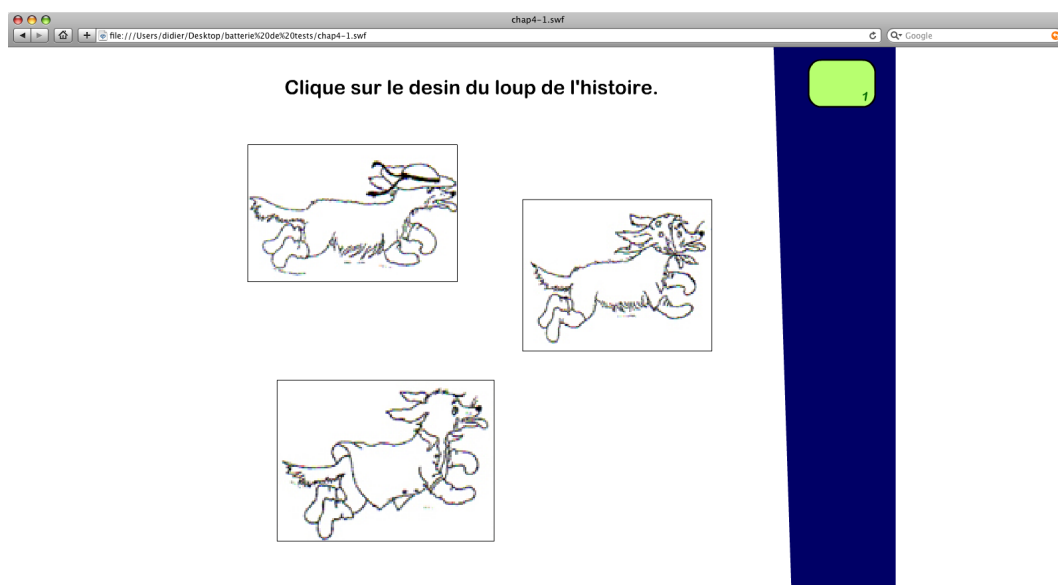 chap4-1.swf
file:///Users/didier/Desktop/batterie%20de%20tests/chap4-1.swf
Google
Clique sur le desin du loup de l'histoire.
1